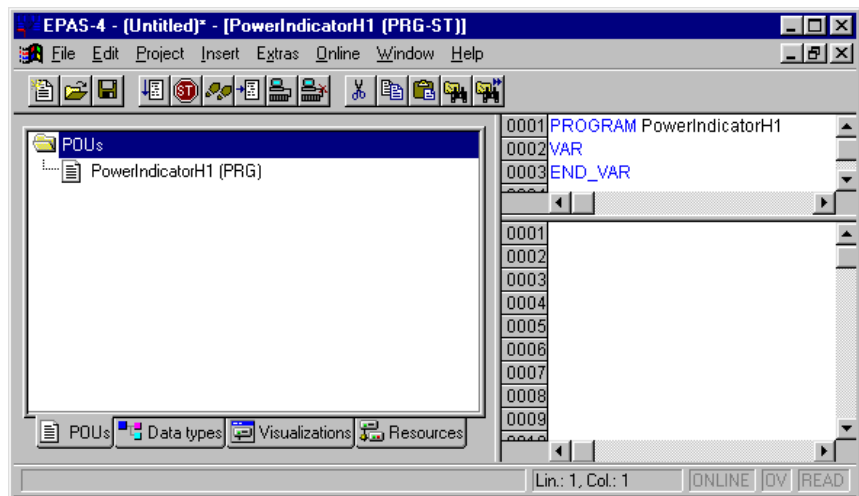 EPAS-4 - (Untitled)* - [PowerIndicatorH1 (PRG-ST)]
File Edit Project Insert Extras Online Window Help
ST
POUs
PowerIndicatorH1 (PRG)
0001 PROGRAM PowerIndicatorH1
0002 VAR
0003 END_VAR
0001
0002
0003
0004
0005
0006
0007
0008
0009
POUs Data types Visualizations Resources
Lin.: 1, Col.: 1 ONLINE OV READ